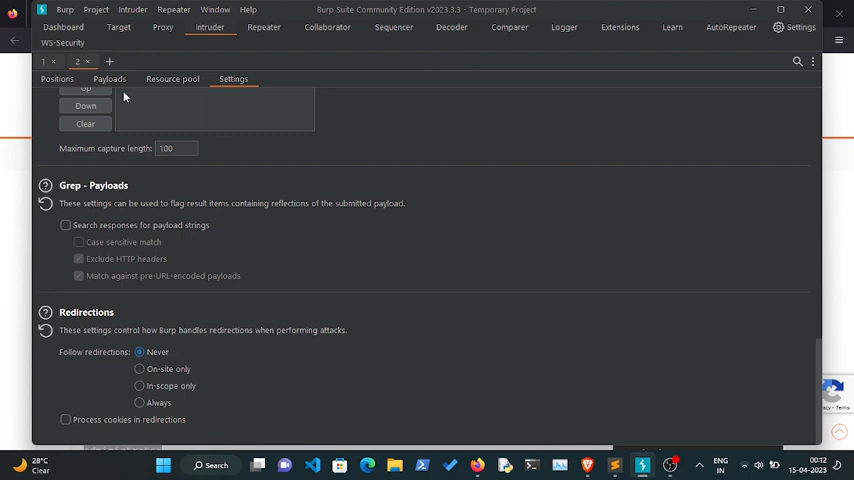 Burp Project Intruder Repeater Window Help Burp Suite Community Edition v2023.3.3 - Temporary Project
Dashboard Target Proxy Intruder Repeater Collaborator Sequencer Decoder Comparer Logger Extensions Learn AutoRepeater Settings
WS-Security
1 × 2 × +
Positions Payloads Resource pool Settings
Up
Down
Clear
Maximum capture length: 100
Grep - Payloads
These settings can be used to flag result items containing reflections of the submitted payload.
Search responses for payload strings
Case sensitive match
Exclude HTTP headers
Match against pre-URL-encoded payloads
Redirections
These settings control how Burp handles redirections when performing attacks.
Follow redirections: Never
On-site only
In-scope only
Always
Process cookies in redirections
- Terms
28°C
Clear
Search
ENG
IN
00:12
15-04-2023